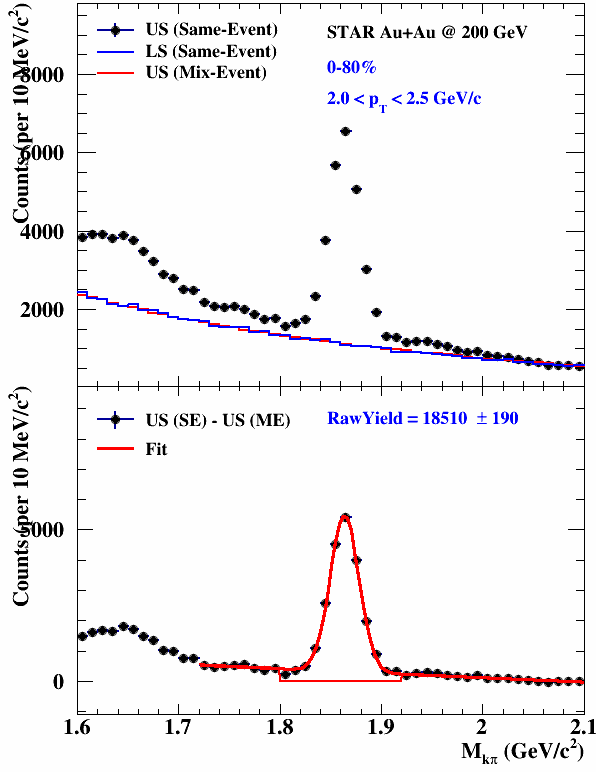 US (Same-Event)
LS (Same-Event)
US (Mix-Event)
STAR Au+Au @ 200 GeV
0-80%
2.0 < p_T < 2.5 GeV/c
Counts (per 10 MeV/c²)
8000
6000
4000
2000
US (SE) - US (ME)
Fit
RawYield = 18510 ± 190
Counts (per 10 MeV/c²)
5000
0
1.6 1.7 1.8 1.9 2 2.1
M_kπ (GeV/c²)